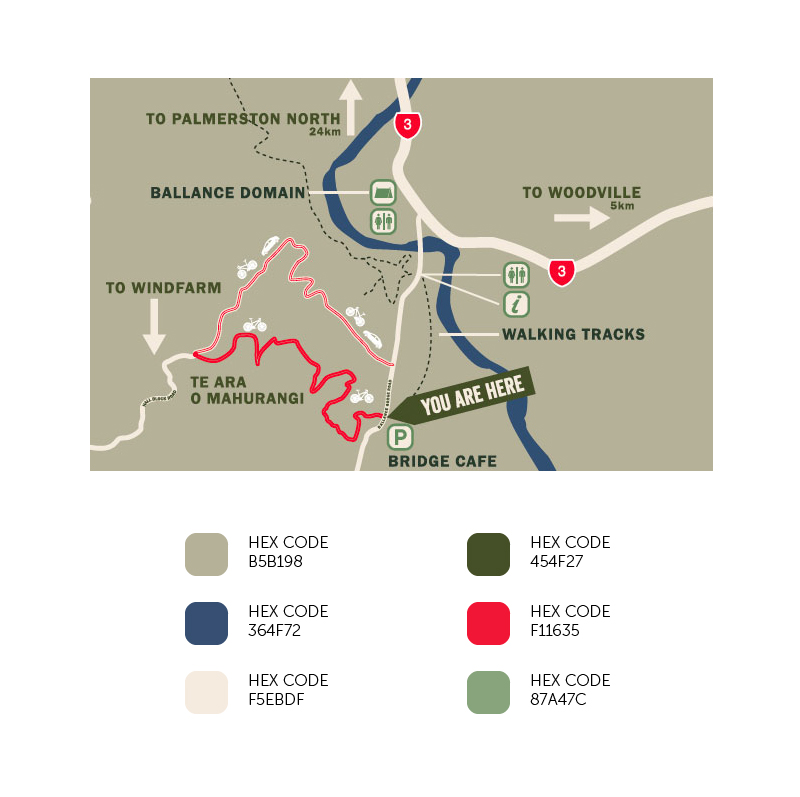 TO PALMERSTON NORTH
24km
3
BALLANCE DOMAIN
TO WOODVILLE
5km
3
TO WINDFARM
i
WALKING TRACKS
TE ARA
O MAHURANGI
YOU ARE HERE
P
BRIDGE CAFE
HEX CODE
B5B198
HEX CODE
454F27
HEX CODE
364F72
HEX CODE
F11635
HEX CODE
F5EBDF
HEX CODE
87A47C